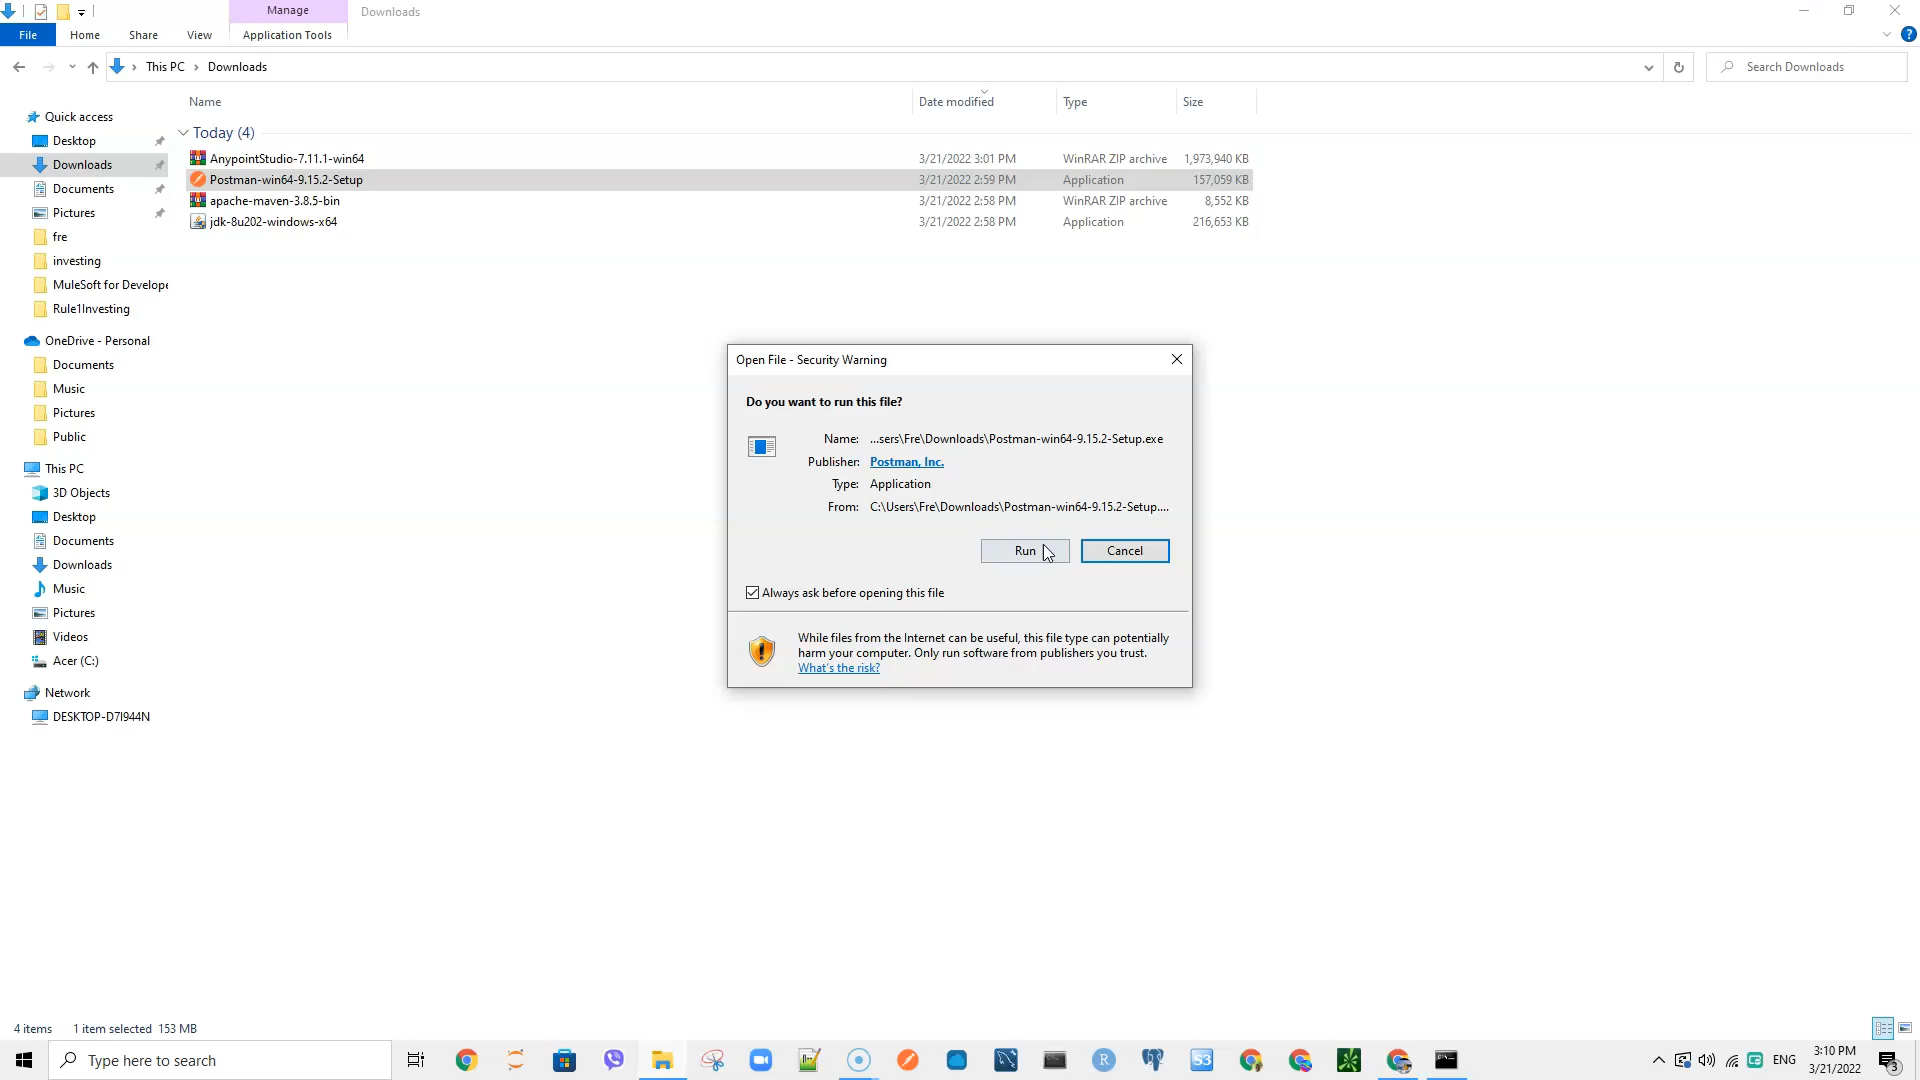 Manage
Downloads
File
Home
Share
View
Application Tools
This PC
Downloads
Search Downloads
Name
Date modified
Type
Size
Today (4)
AnypointStudio-7.11.1-win64
3/21/2022 3:01 PM
WinRAR ZIP archive
1,973,940 KB
Postman-win64-9.15.2-Setup
3/21/2022 2:59 PM
Application
157,059 KB
apache-maven-3.8.5-bin
3/21/2022 2:58 PM
WinRAR ZIP archive
8,552 KB
jdk-8u202-windows-x64
3/21/2022 2:58 PM
Application
216,653 KB
Quick access
Desktop
Downloads
Documents
Pictures
fre
investing
MuleSoft for Develope
Rule1Investing
OneDrive - Personal
Documents
Music
Pictures
Public
This PC
3D Objects
Desktop
Documents
Downloads
Music
Pictures
Videos
Acer (C:)
Network
DESKTOP-D7I944N
Open File - Security Warning
Do you want to run this file?
Name: ...sers\Fre\Downloads\Postman-win64-9.15.2-Setup.exe
Publisher: Postman, Inc.
Type: Application
From: C:\Users\Fre\Downloads\Postman-win64-9.15.2-Setup....
Run
Cancel
Always ask before opening this file
While files from the Internet can be useful, this file type can potentially
harm your computer. Only run software from publishers you trust.
What's the risk?
4 items
1 item selected 153 MB
Type here to search
R
S3
ENG
3:10 PM
3/21/2022
3